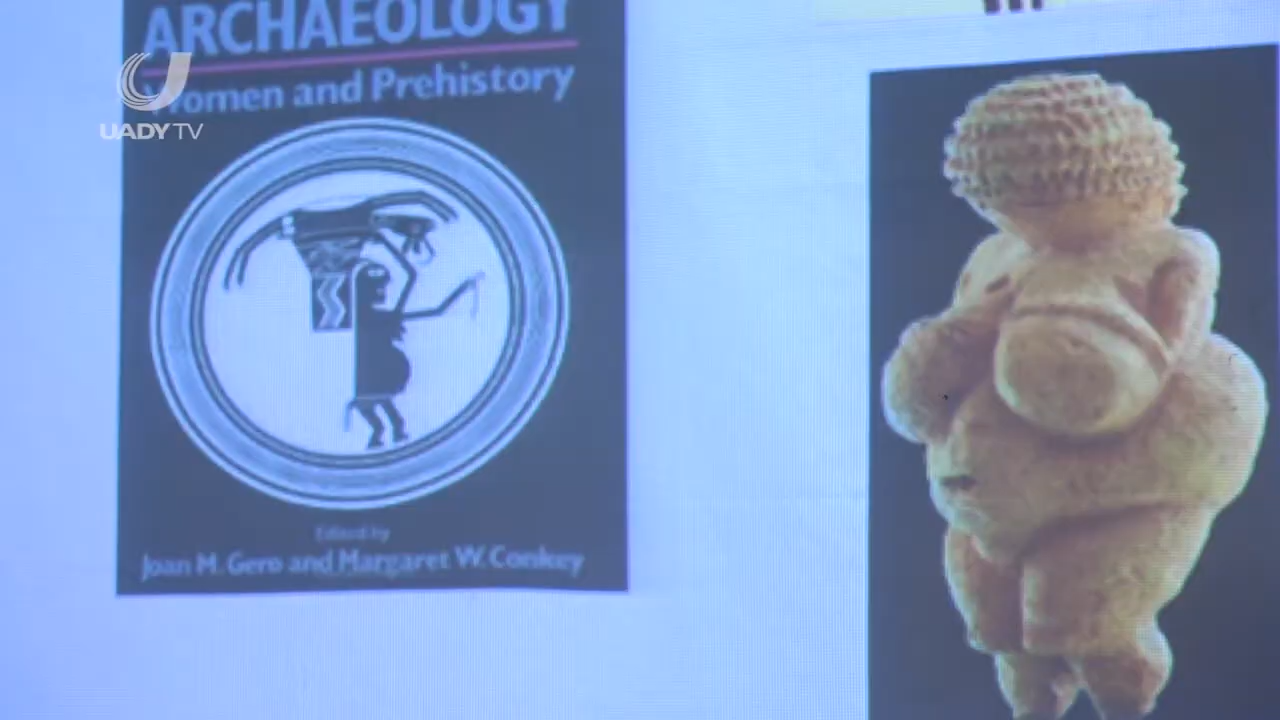 ARCHAEOLOGY
Women and Prehistory
UADY TV
Edited by
Joan M. Gero and Margaret W. Conkey